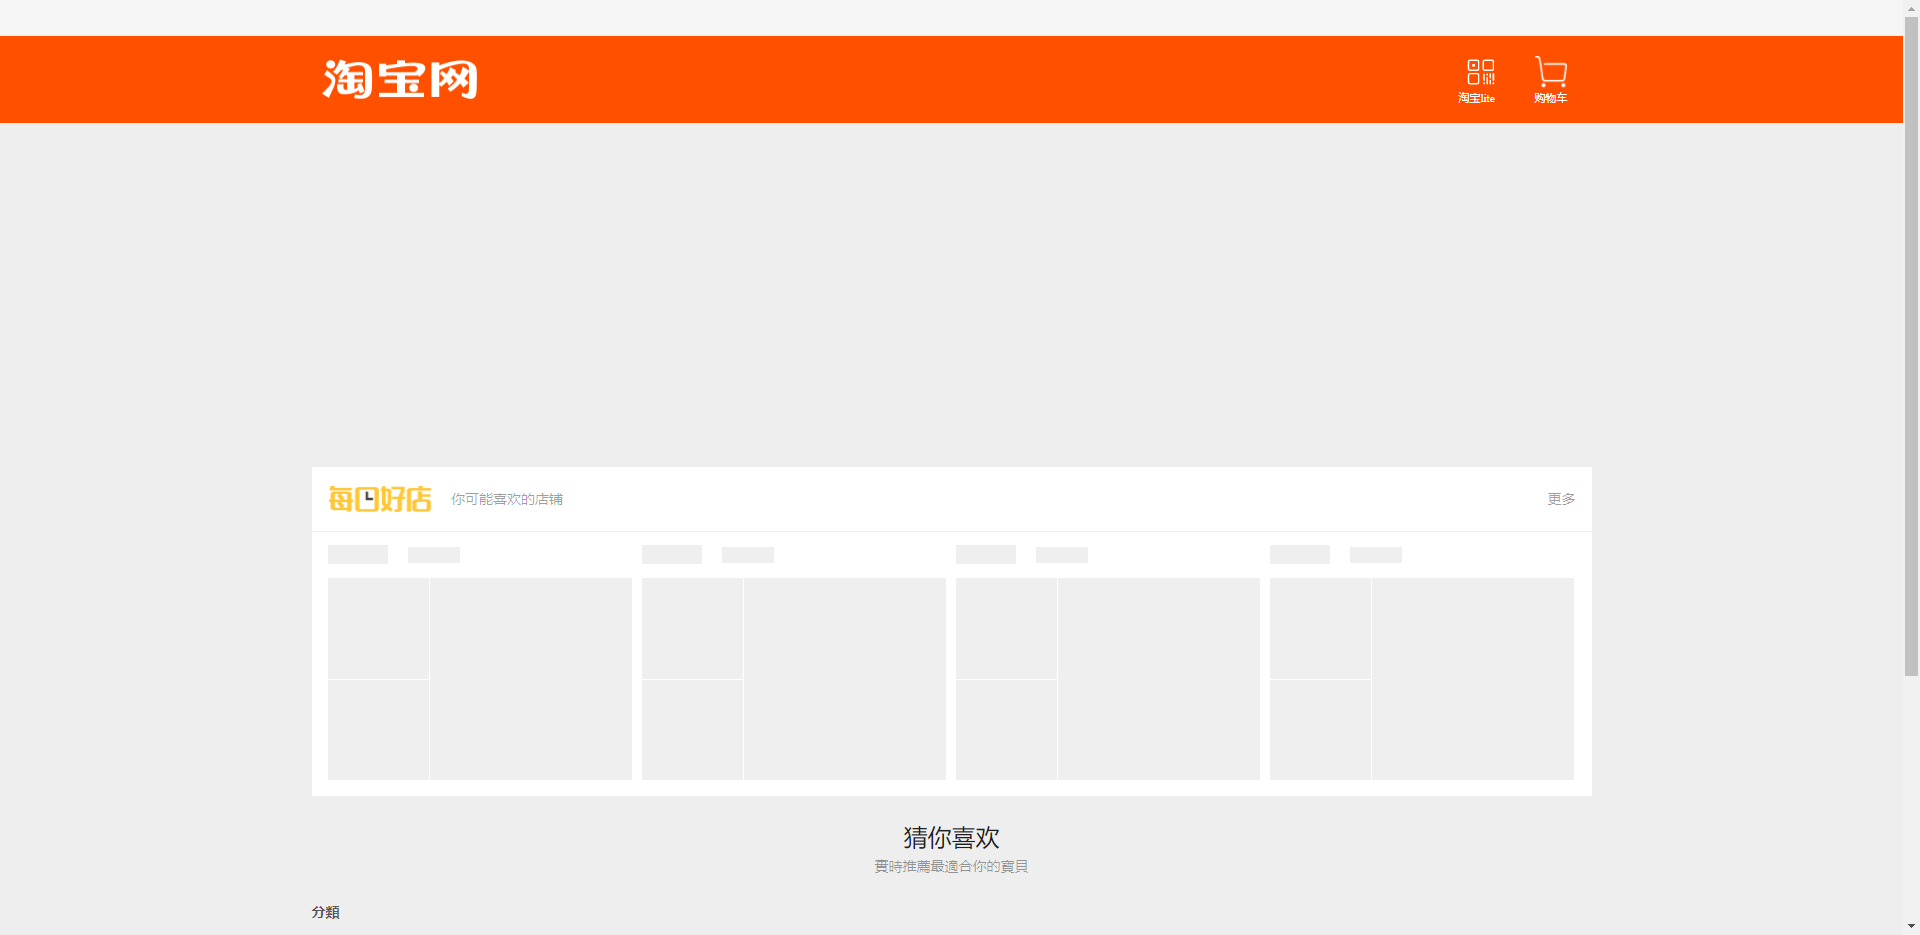 淘宝网
淘宝lite
购物车
每日好店
你可能喜欢的店铺
更多
猜你喜欢
實時推薦最適合你的寶貝
分類